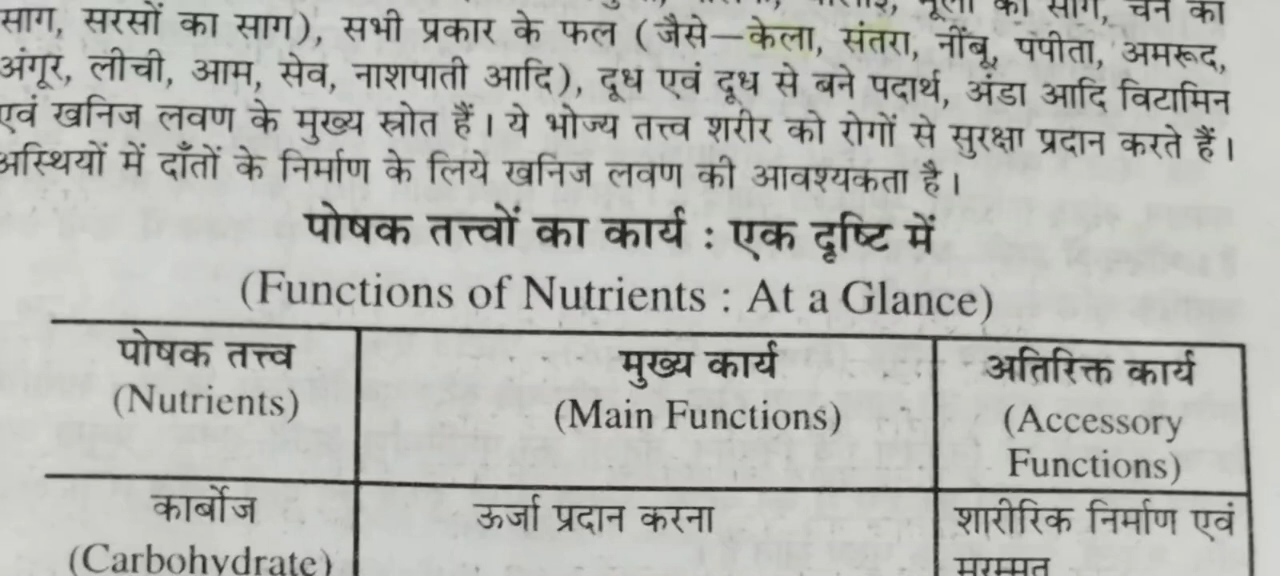 मूली का साग, चने का
साग, सरसों का साग), सभी प्रकार के फल (जैसे—केला, संतरा, नींबू, पपीता, अमरूद,
अंगूर, लीची, आम, सेव, नाशपाती आदि), दूध एवं दूध से बने पदार्थ, अंडा आदि विटामिन
एवं खनिज लवण के मुख्य स्रोत हैं। ये भोज्य तत्त्व शरीर को रोगों से सुरक्षा प्रदान करते हैं।
अस्थियों में दाँतों के निर्माण के लिये खनिज लवण की आवश्यकता है।
पोषक तत्त्वों का कार्य : एक दृष्टि में
(Functions of Nutrients : At a Glance)
पोषक तत्त्व
(Nutrients)
मुख्य कार्य
(Main Functions)
अतिरिक्त कार्य
(Accessory
Functions)
कार्बोज
(Carbohydrate)
ऊर्जा प्रदान करना
शारीरिक निर्माण एवं
मरम्मत